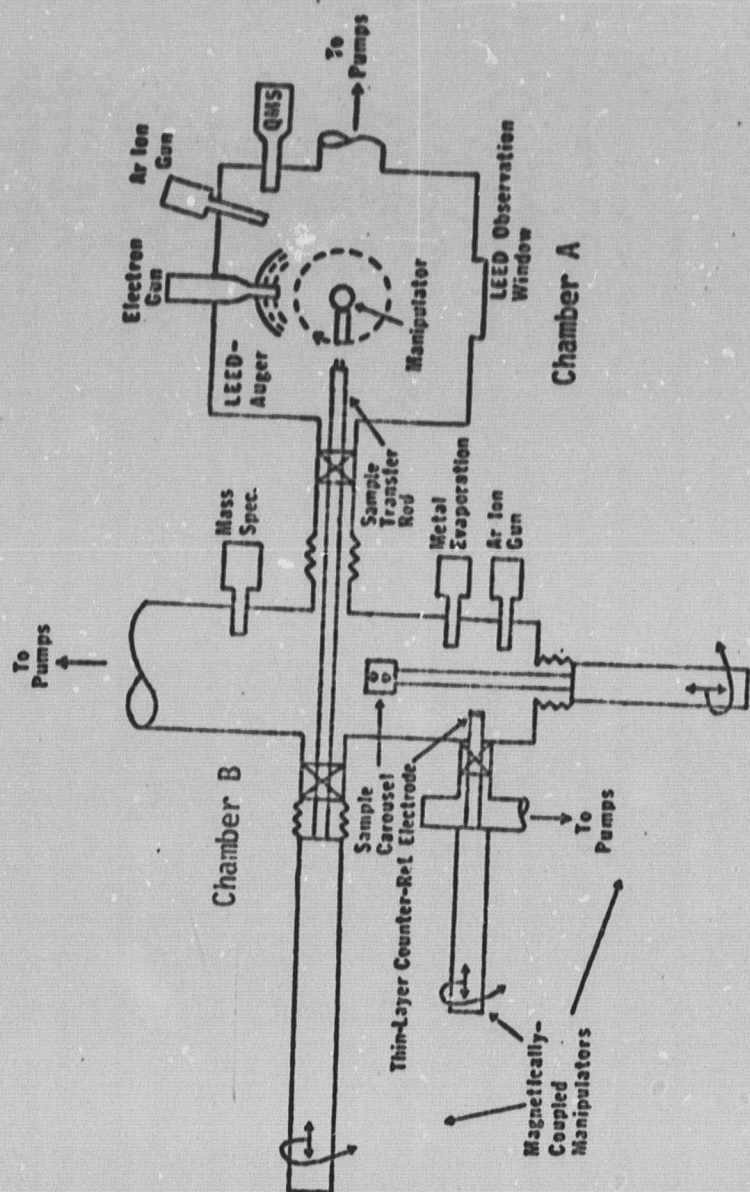 To
Pumps
Ar Ion
Gun
QMS
Electron
Gun
To
Pumps
LEED-
Auger
Manipulator
LEED Observation
Window
Chamber A
Mass
Spec.
Sample
Transfer
Rod
Metal
Evaporation
Ar Ion
Gun
Chamber B
Sample
Carousel
Thin-Layer Counter-Ref. Electrode
To
Pumps
Magnetically-
Coupled
Manipulators